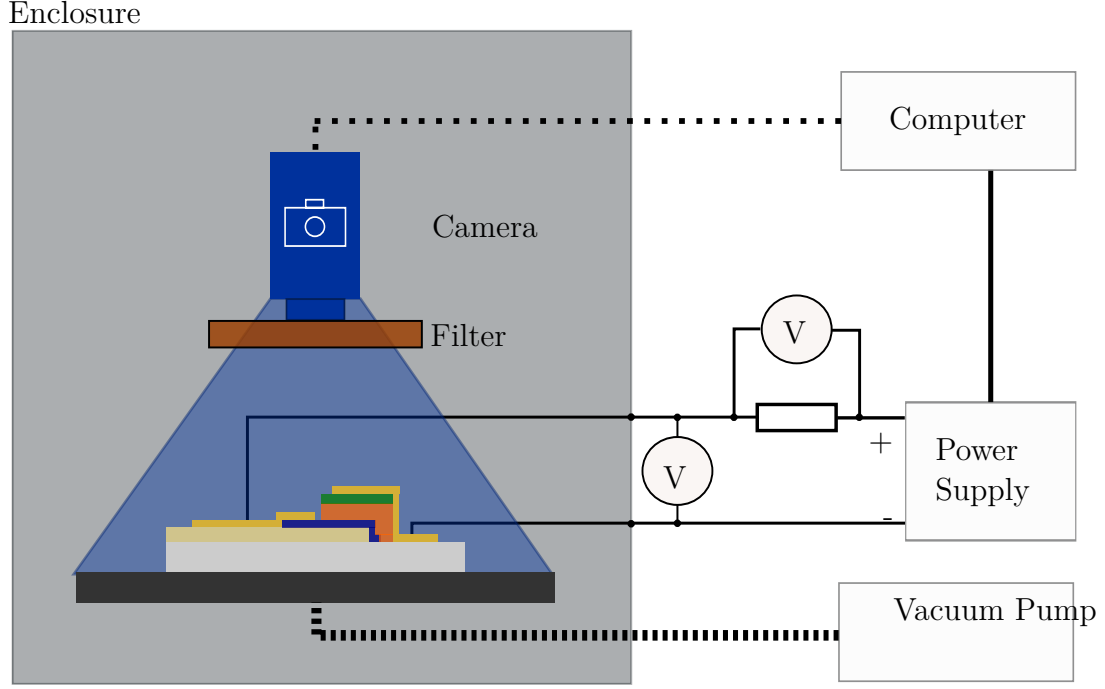 Enclosure
Computer
Camera
V
Filter
+
Power
Supply
V
-
Vacuum Pump